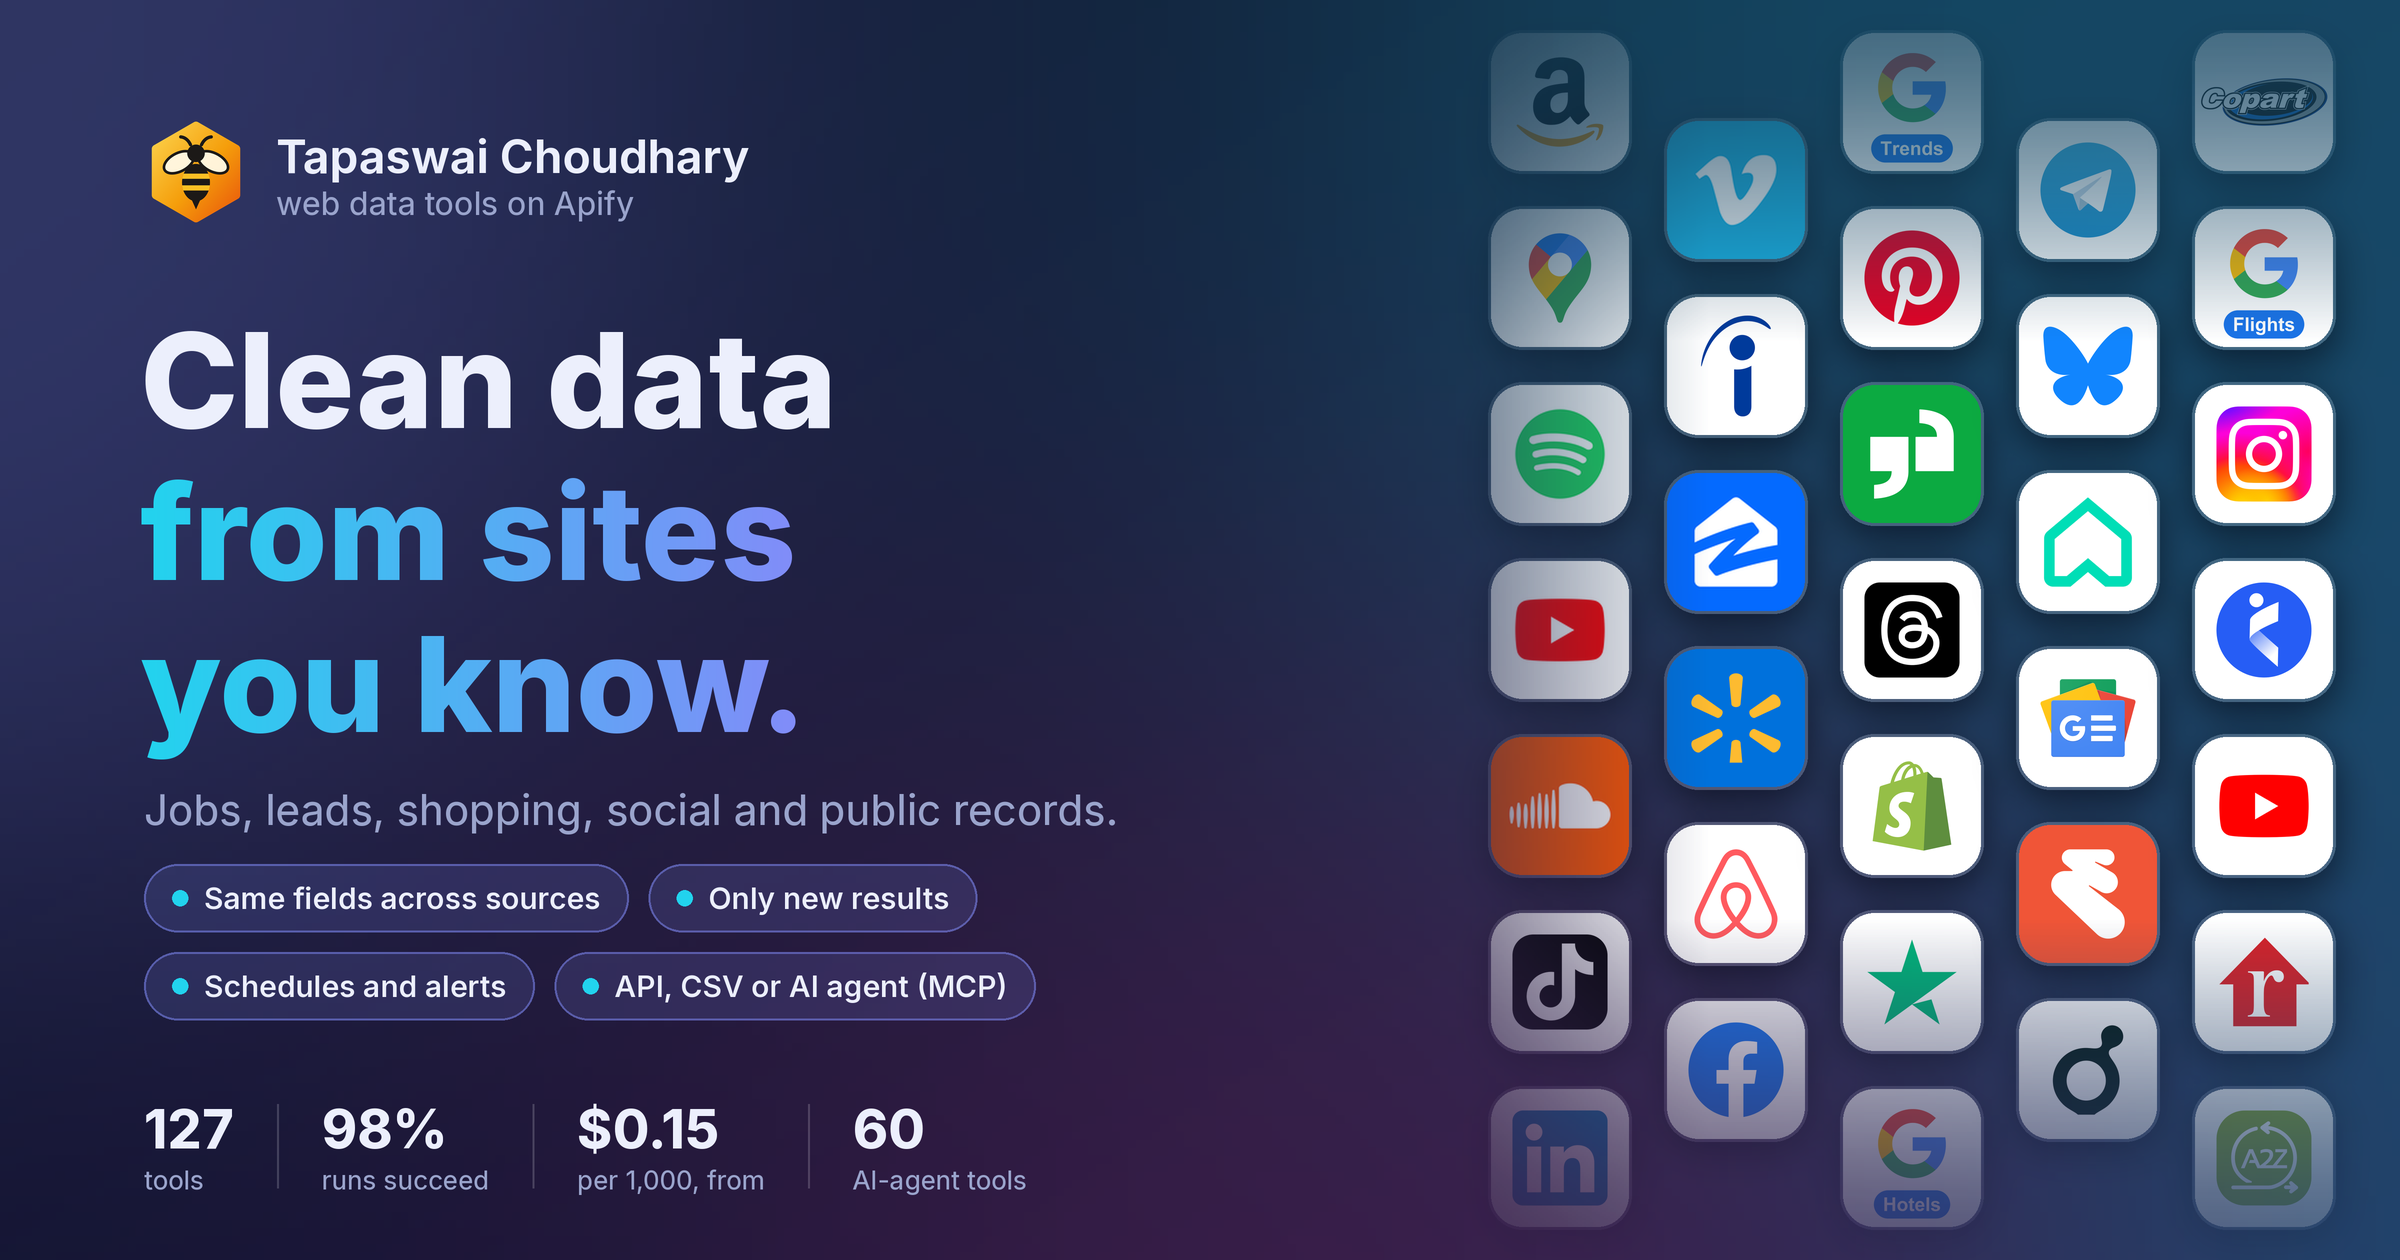 Tapaswai Choudhary
web data tools on Apify
Clean data
from sites
you know.
Jobs, leads, shopping, social and public records.
Same fields across sources
Only new results
Schedules and alerts
API, CSV or AI agent (MCP)
127
tools
98%
runs succeed
$0.15
per 1,000, from
60
AI-agent tools
Trends
Copart
Flights
Hotels
in
A2Z